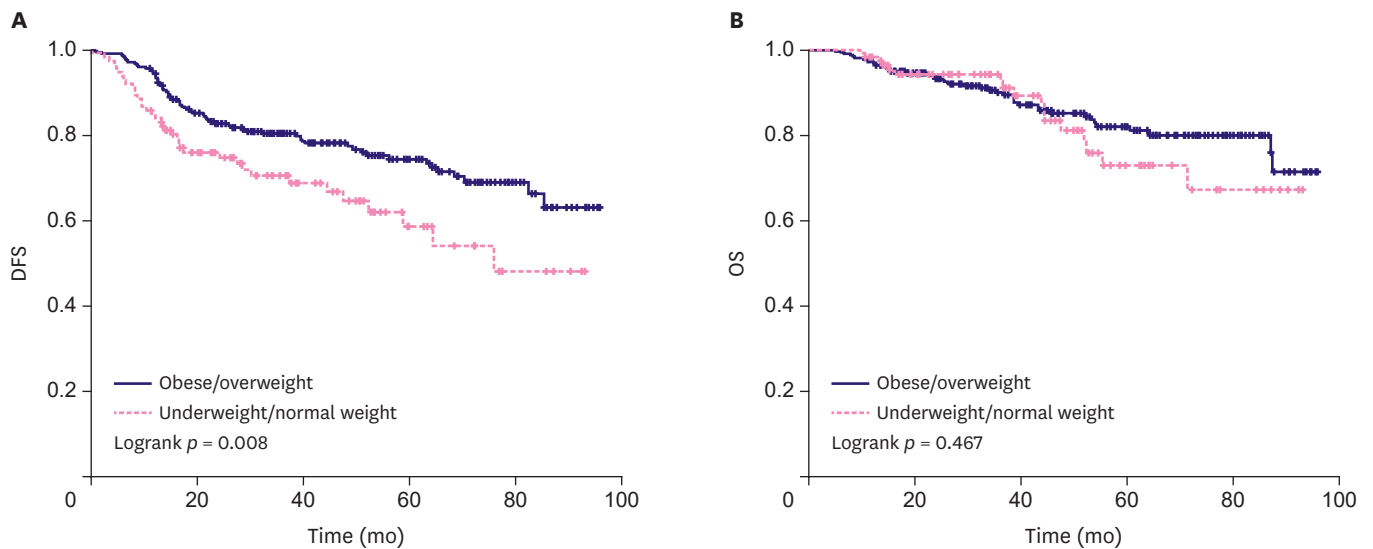 A
1.0
0.8
0.6
0.4
0.2
0
20
40
60
80
100
DFS
Time (mo)
Obese/overweight
Underweight/normal weight
Logrank p = 0.008
B
1.0
0.8
0.6
0.4
0.2
0
20
40
60
80
100
OS
Time (mo)
Obese/overweight
Underweight/normal weight
Logrank p = 0.467